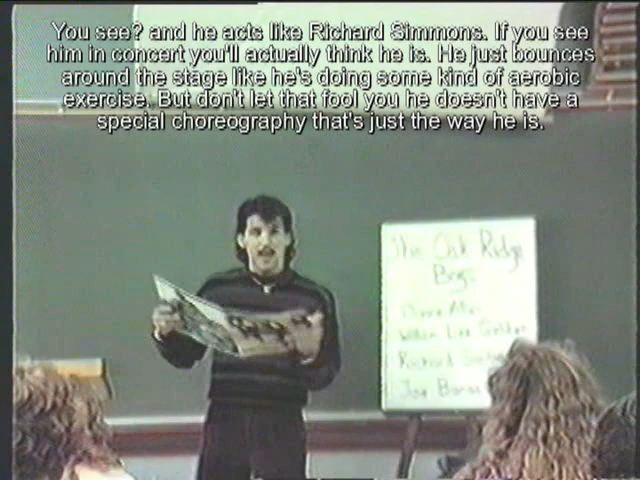 You see? and he acts like Richard Simmons. If you see
him in concert you'll actually think he is. He just bounces
around the stage like he's doing some kind of aerobic
exercise. But don't let that fool you he doesn't have a
special choreography that's just the way he is.
The Oak Ridge
Boys
Duane Allen
William Lee Golden
Richard
Joe Bonsall